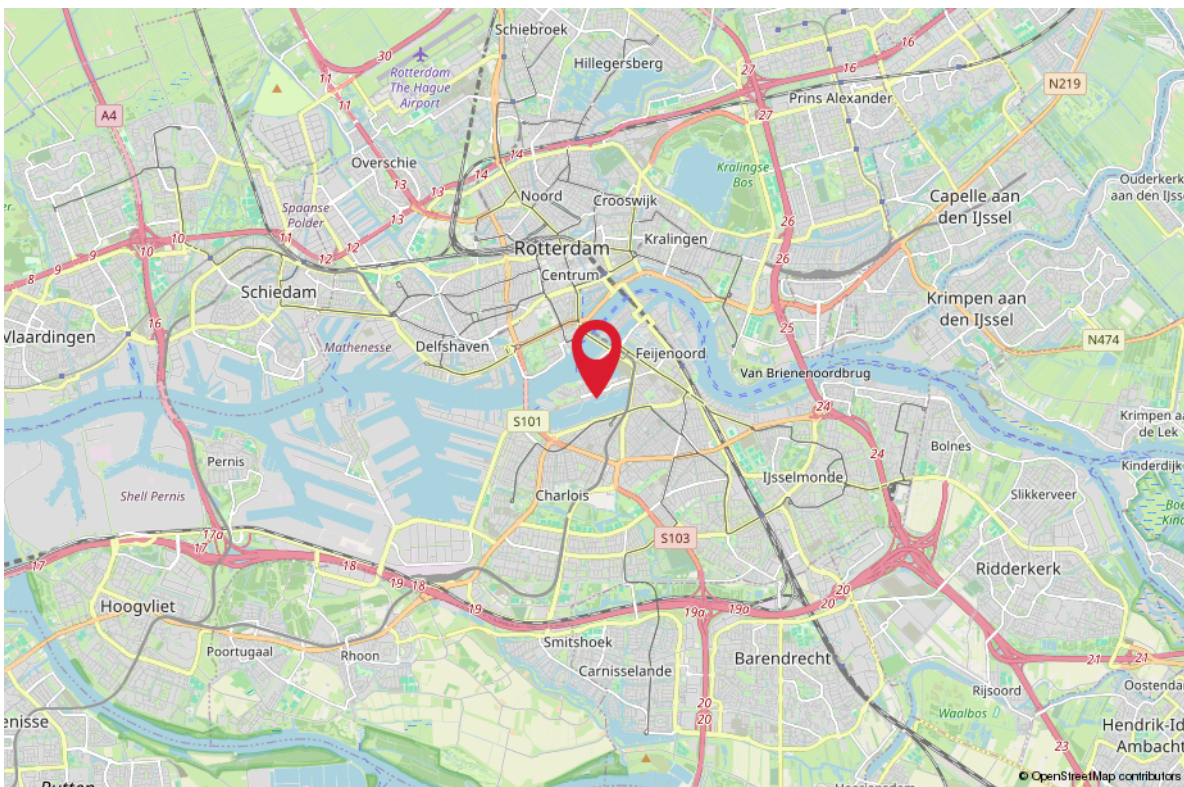 Schiebroek
30
16
11
Rotterdam
The Hague
Airport
Hillegersberg
27
16
N219
A4
11
Prins Alexander
27
Overschie
14
14
13
13
Kralingse
Bos
Noord
Crooswijk
Capelle aan
den IJssel
Ouderkerk
aan den IJsse
Spaanse
Polder
13
26
10
10
11
12
Rotterdam
Kralingen
9
9
8
Centrum
26
Schiedam
Krimpen aan
den IJssel
16
25
Vlaardingen
Mathenesse
Delfshaven
Feijenoord
N474
Van Brienenoordbrug
S101
24
Krimpen aa
de Lek
Bolnes
24
Pernis
Kinderdijk
IJsselmonde
Shell Pernis
Charlois
Slikkerveer
Boe
Kind
17a
17
17
S103
18
19
18
19
Ridderkerk
20
20
Hoogvliet
19a
19a
Smitshoek
Poortugaal
Rhoon
Barendrecht
21
21
Carnisselande
Rijsoord
Oostenda
20
20
Waalbos
enisse
Hendrik-Id
Ambacht
23
© OpenStreetMap contributors